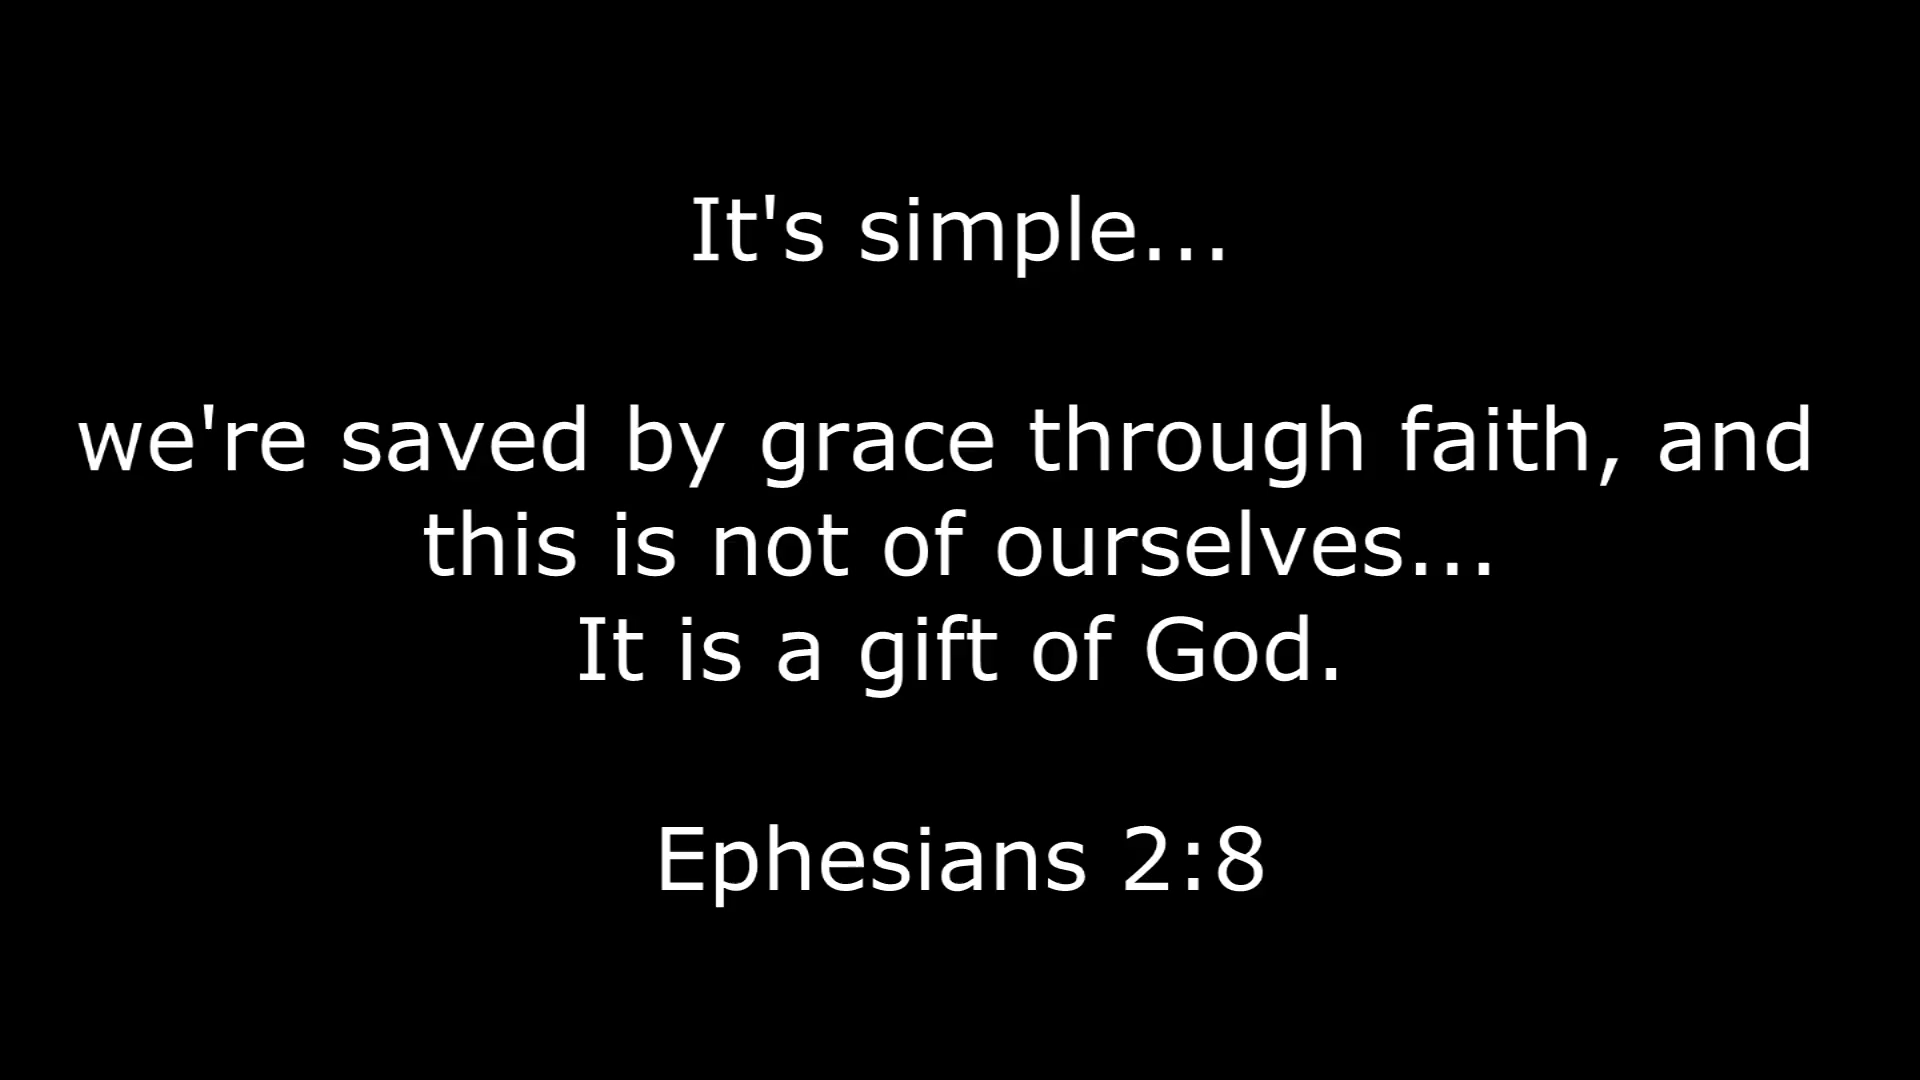 It's simple...
we're saved by grace through faith, and
this is not of ourselves...
It is a gift of God.
Ephesians 2:8